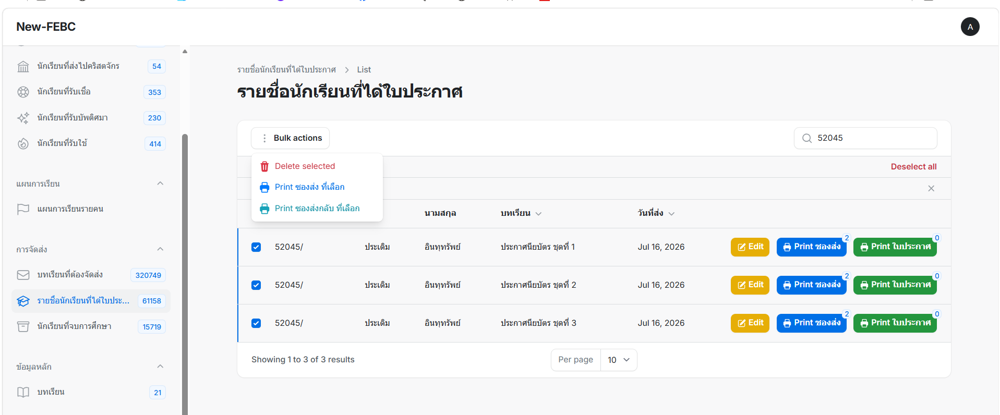 New-FEBC
A
นักเรียนที่ส่งไปคริสตจักร 54
นักเรียนที่รับเชื่อ 353
นักเรียนที่รับบัพติศมา 230
นักเรียนที่รับใช้ 414
แผนการเรียน
แผนการเรียนรายคน
การจัดส่ง
บทเรียนที่ต้องจัดส่ง 320749
รายชื่อนักเรียนที่ได้ใบประ... 61158
นักเรียนที่จบการศึกษา 15719
ข้อมูลหลัก
บทเรียน 21
รายชื่อนักเรียนที่ได้ใบประกาศ > List
รายชื่อนักเรียนที่ได้ใบประกาศ
Bulk actions 52045
Delete selected Deselect all
Print ซองส่ง ที่เลือก
Print ซองส่งกลับ ที่เลือก
นามสกุล บทเรียน วันที่ส่ง
52045/ ประเดิม อินทุทรัพย์ ประกาศนียบัตร ชุดที่ 1 Jul 16, 2026 Edit Print ซองส่ง 2 Print ใบประกาศ 0
52045/ ประเดิม อินทุทรัพย์ ประกาศนียบัตร ชุดที่ 2 Jul 16, 2026 Edit Print ซองส่ง 2 Print ใบประกาศ 0
52045/ ประเดิม อินทุทรัพย์ ประกาศนียบัตร ชุดที่ 3 Jul 16, 2026 Edit Print ซองส่ง 2 Print ใบประกาศ 0
Showing 1 to 3 of 3 results Per page 10